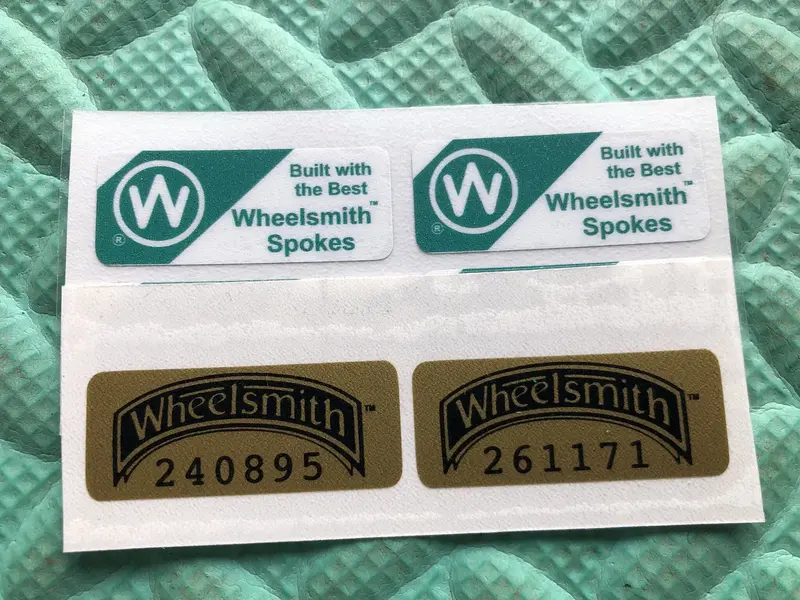 W
®
Built with
the Best
Wheelsmith™
Spokes
W
®
Built with
the Best
Wheelsmith™
Spokes
Wheelsmith™
240895
Wheelsmith™
261171